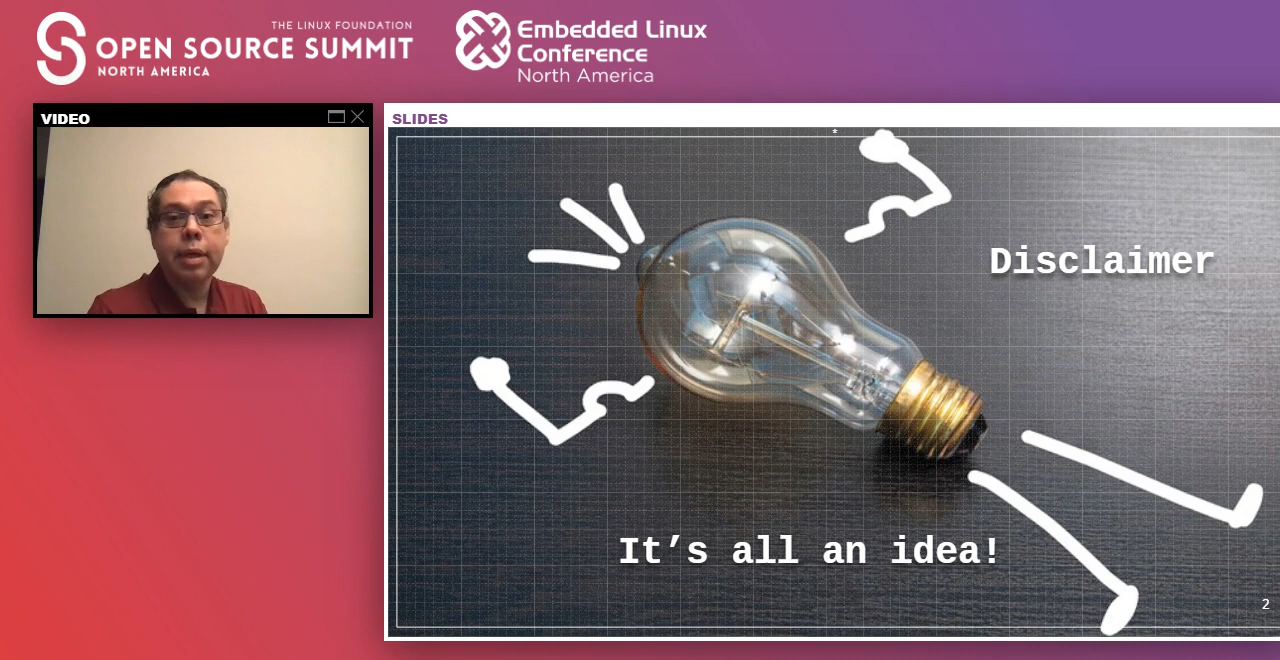 THE LINUX FOUNDATION
OPEN SOURCE SUMMIT
NORTH AMERICA
Embedded Linux
Conference
North America
VIDEO
SLIDES
*
Disclaimer
It’s all an idea!
2